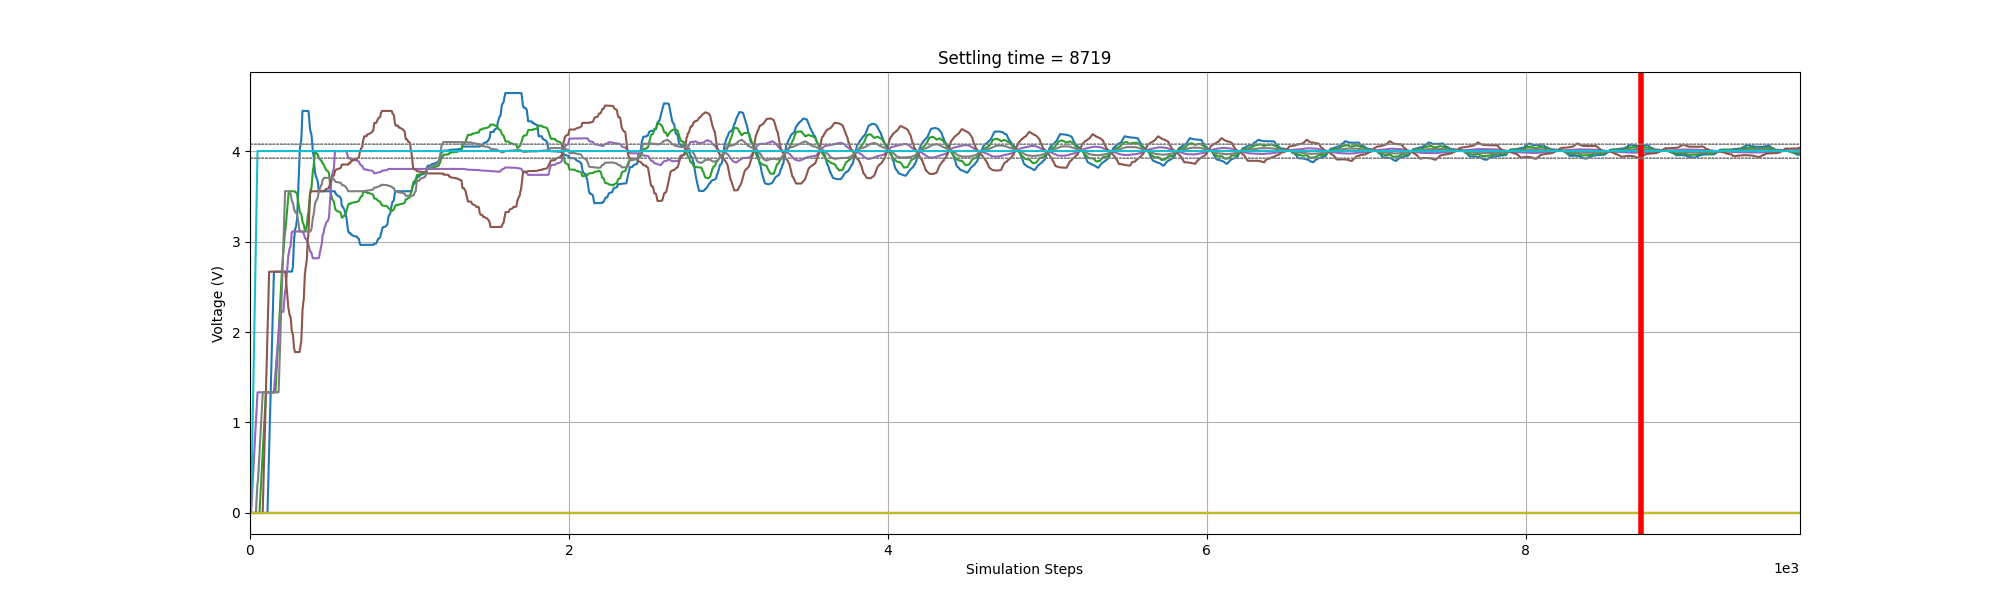 Settling time = 8719
Voltage (V)
4
3
2
1
0
0 2 4 6 8
Simulation Steps
1e3